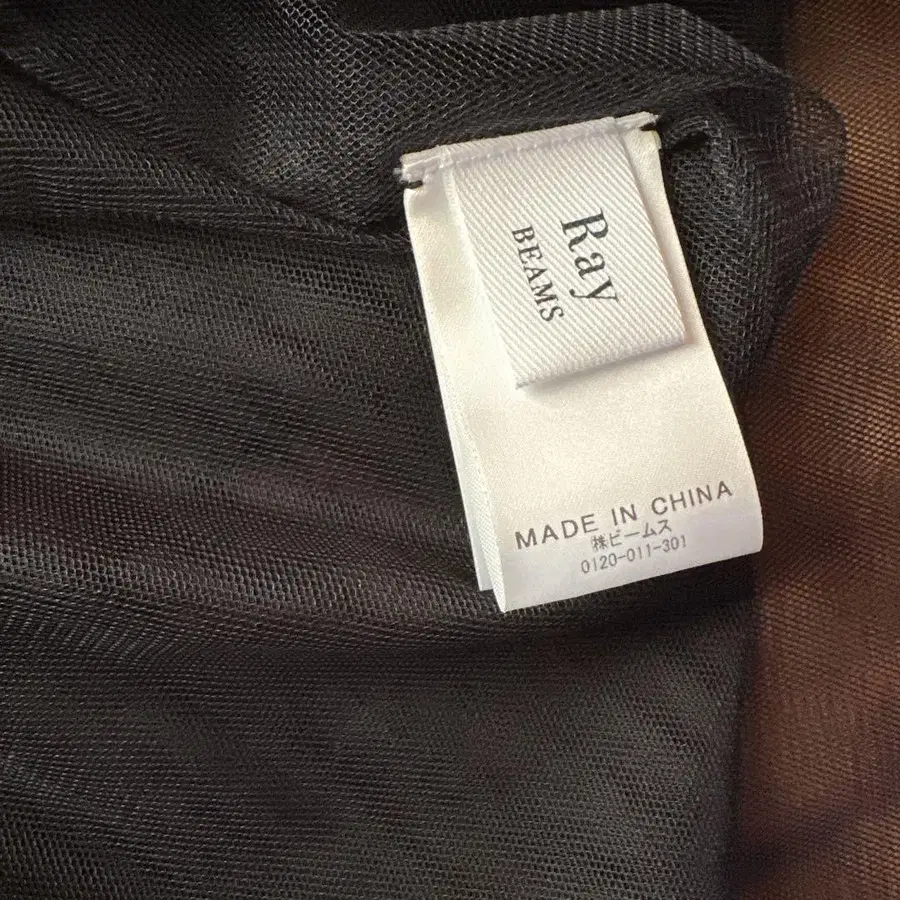 Ray
BEAMS
MADE IN CHINA
㈱ビームス
0120-011-301